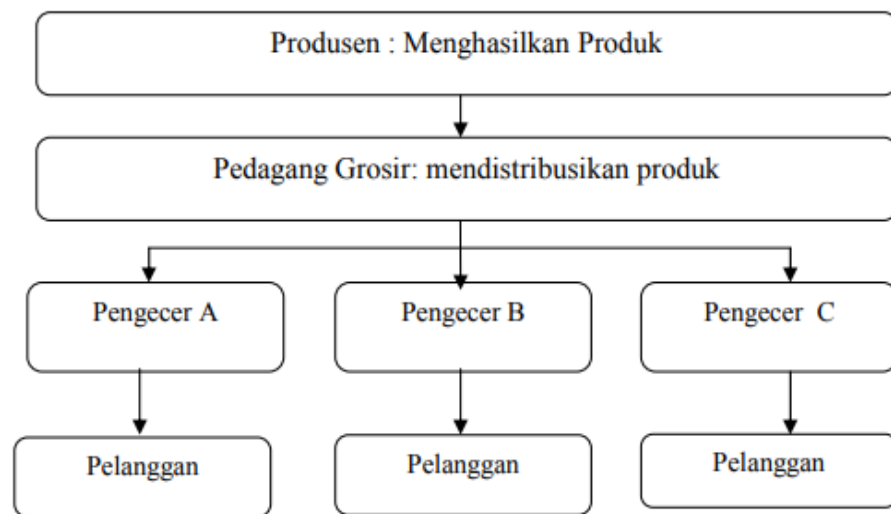 Produsen : Menghasilkan Produk
Pedagang Grosir: mendistribusikan produk
Pengecer A
Pengecer B
Pengecer C
Pelanggan
Pelanggan
Pelanggan